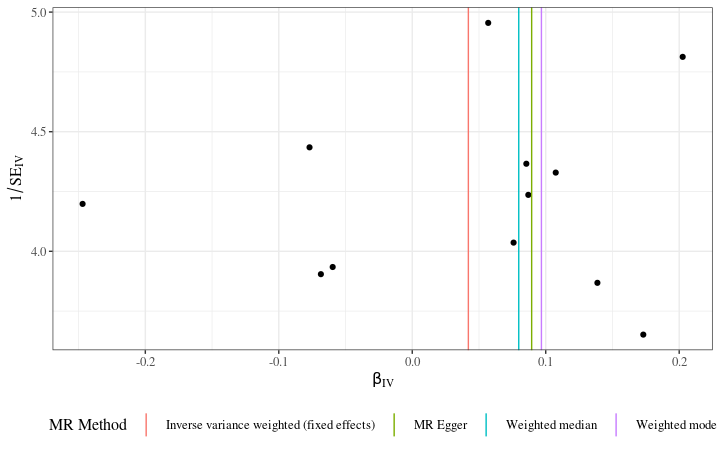 5.0
4.5
4.0
1/SE_IV
-0.2 -0.1 0.0 0.1 0.2
β_IV
MR Method Inverse variance weighted (fixed effects) MR Egger Weighted median Weighted mode